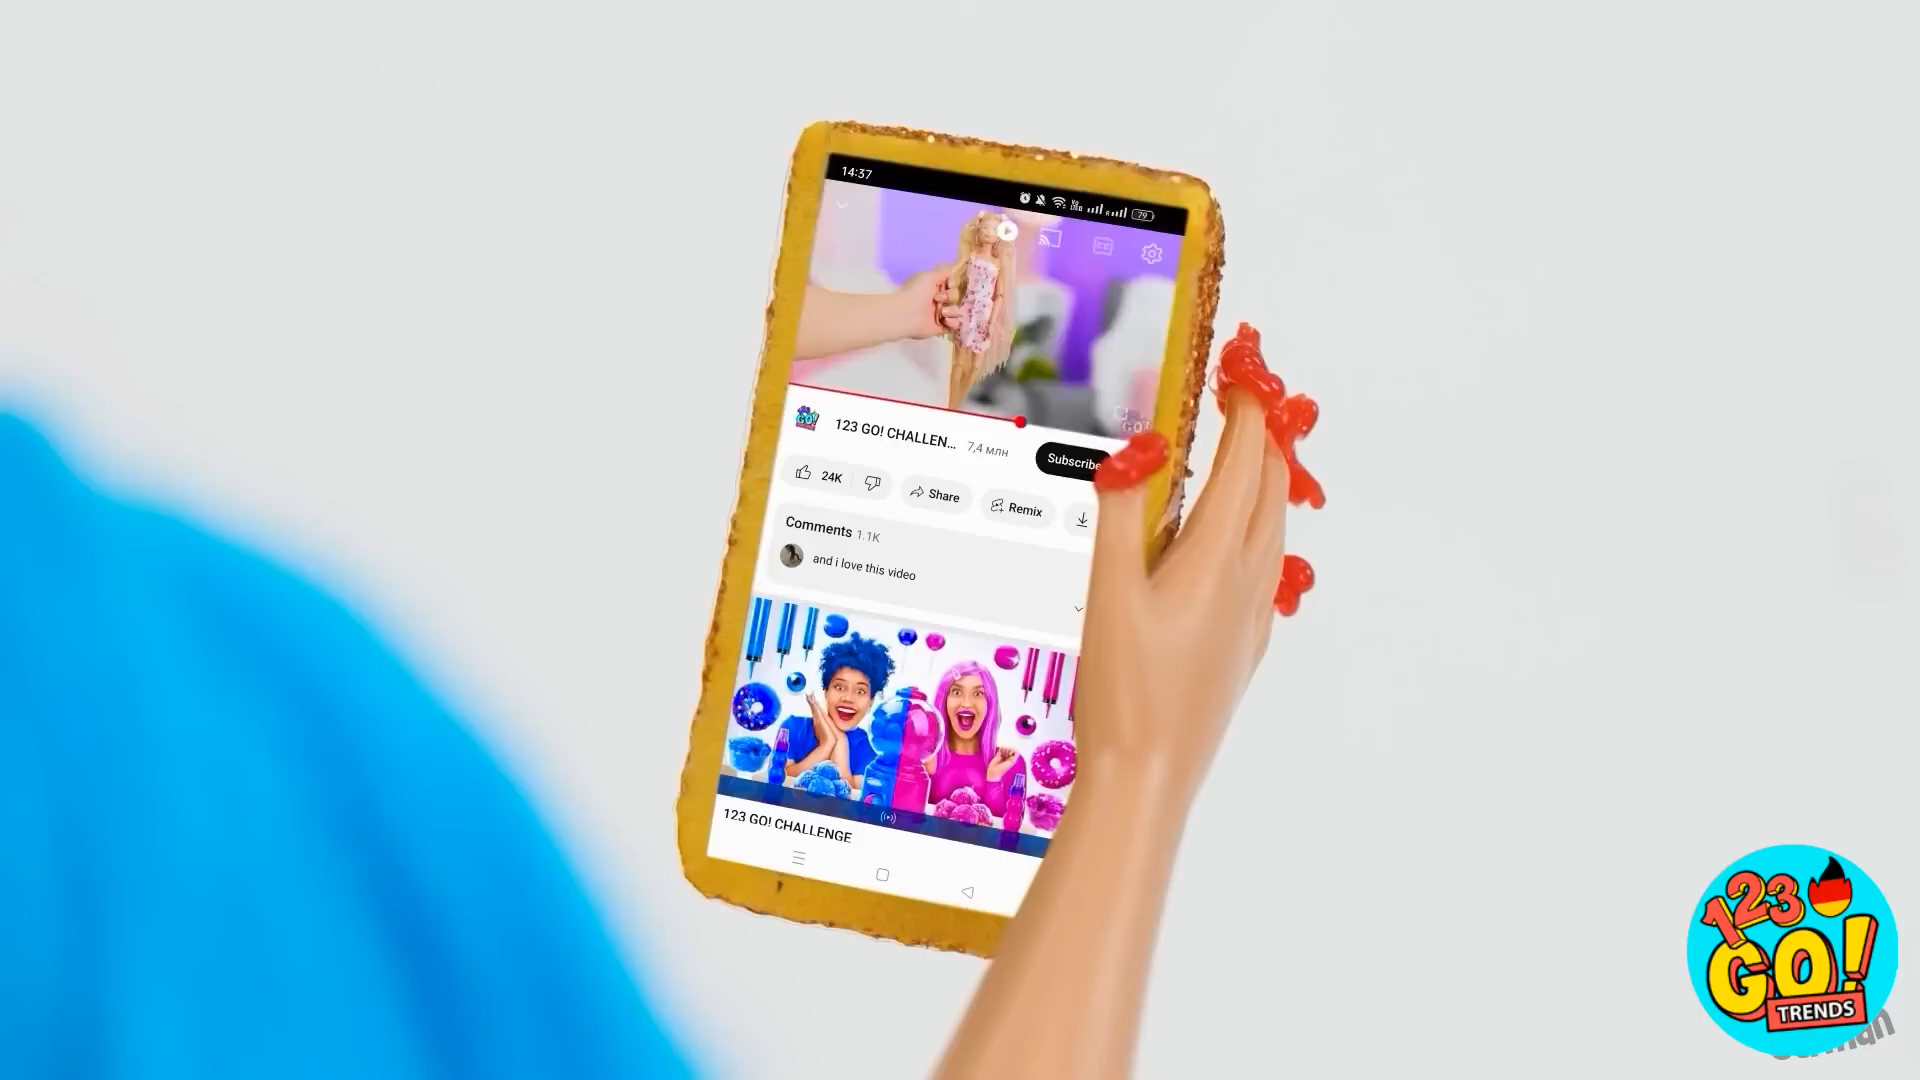 14:37
79
123 GO! CHALLEN... 7,4 млн
Subscribe
24K
Share
Remix
Comments 1.1K
and i love this video
123 GO! CHALLENGE
123
GO!
TRENDS